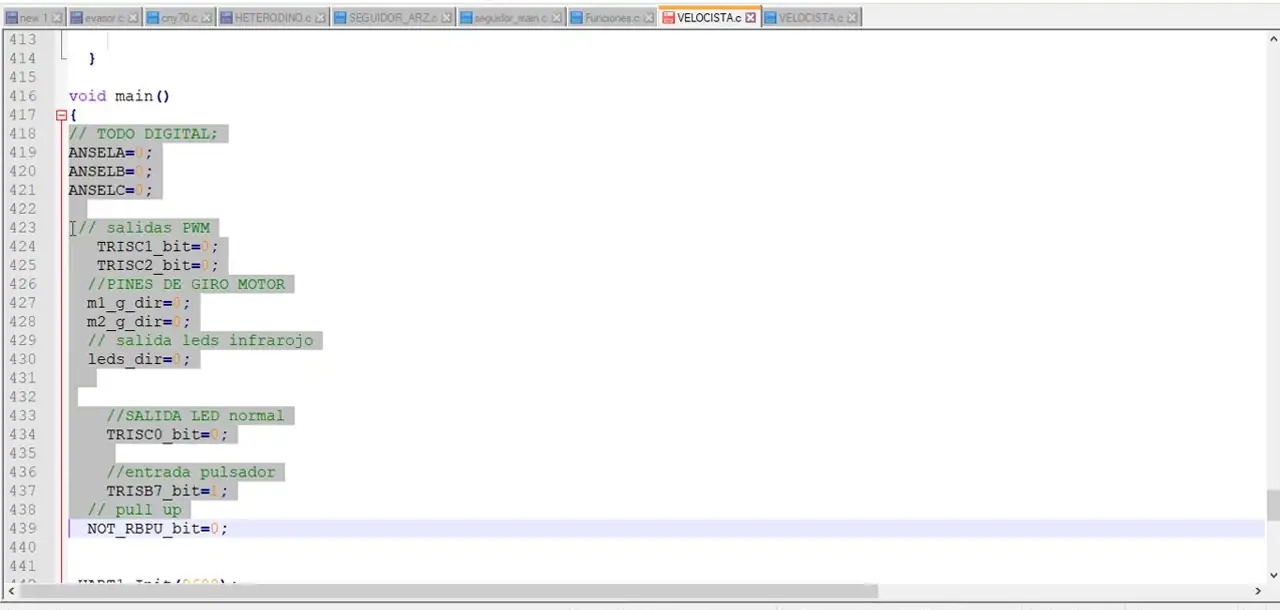 new 1
evasor.c
cny70.c
HETERODINO.c
SEGUIDOR_ARZ.c
seguidor_main.c
Funciones.c
VELOCISTA.c
VELOCISTA.c
413
414 }
415
416 void main()
417 {
418 // TODO DIGITAL;
419 ANSELA=0;
420 ANSELB=0;
421 ANSELC=0;
422
423 // salidas PWM
424 TRISC1_bit=0;
425 TRISC2_bit=0;
426 //PINES DE GIRO MOTOR
427 m1_g_dir=0;
428 m2_g_dir=0;
429 // salida leds infrarojo
430 leds_dir=0;
431
432
433 //SALIDA LED normal
434 TRISC0_bit=0;
435
436 //entrada pulsador
437 TRISB7_bit=1;
438 // pull up
439 NOT_RBPU_bit=0;
440
441